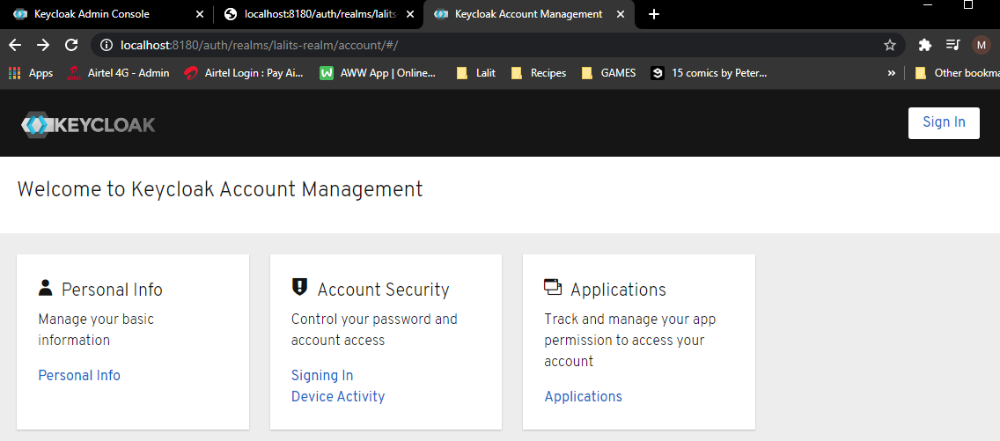 Keycloak Admin Console
localhost:8180/auth/realms/lalits-
Keycloak Account Management
localhost:8180/auth/realms/lalits-realm/account/#/
M
Apps
Airtel 4G - Admin
Airtel Login : Pay Ai...
AWW App | Online...
Lalit
Recipes
GAMES
15 comics by Peter...
»
Other bookma
KEYCLOAK
Sign In
Welcome to Keycloak Account Management
Personal Info
Manage your basic
information
Personal Info
Account Security
Control your password and
account access
Signing In
Device Activity
Applications
Track and manage your app
permission to access your
account
Applications